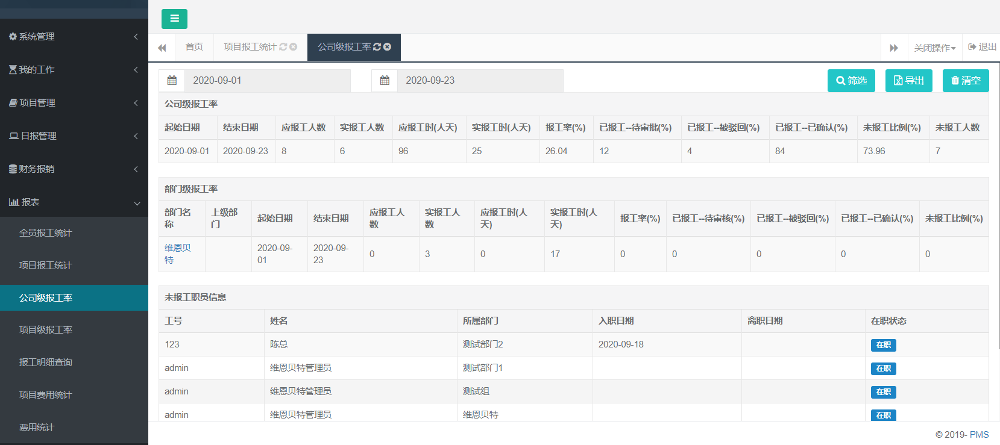 系统管理
我的工作
项目管理
日报管理
财务报销
报表
全员报工统计
项目报工统计
公司级报工率
项目级报工率
报工明细查询
项目费用统计
费用统计
首页
项目报工统计
公司级报工率
关闭操作
退出
2020-09-01
2020-09-23
筛选
导出
清空
公司级报工率
起始日期 结束日期 应报工人数 实报工人数 应报工时(人天) 实报工时(人天) 报工率(%) 已报工--待审批(%) 已报工--被驳回(%) 已报工--已确认(%) 未报工比例(%) 未报工人数
2020-09-01 2020-09-23 8 6 96 25 26.04 12 4 84 73.96 7
部门级报工率
部门名称 上级部门 起始日期 结束日期 应报工人数 实报工人数 应报工时(人天) 实报工时(人天) 报工率(%) 已报工--待审核(%) 已报工--被驳回(%) 已报工--已确认(%) 未报工比例(%)
维恩贝特 2020-09-01 2020-09-23 0 3 0 17 0 0 0 0 0
未报工职员信息
工号 姓名 所属部门 入职日期 离职日期 在职状态
123 陈总 测试部门2 2020-09-18 在职
admin 维恩贝特管理员 测试部门1 在职
admin 维恩贝特管理员 测试组 在职
admin 维恩贝特管理员 维恩贝特 在职
© 2019- PMS